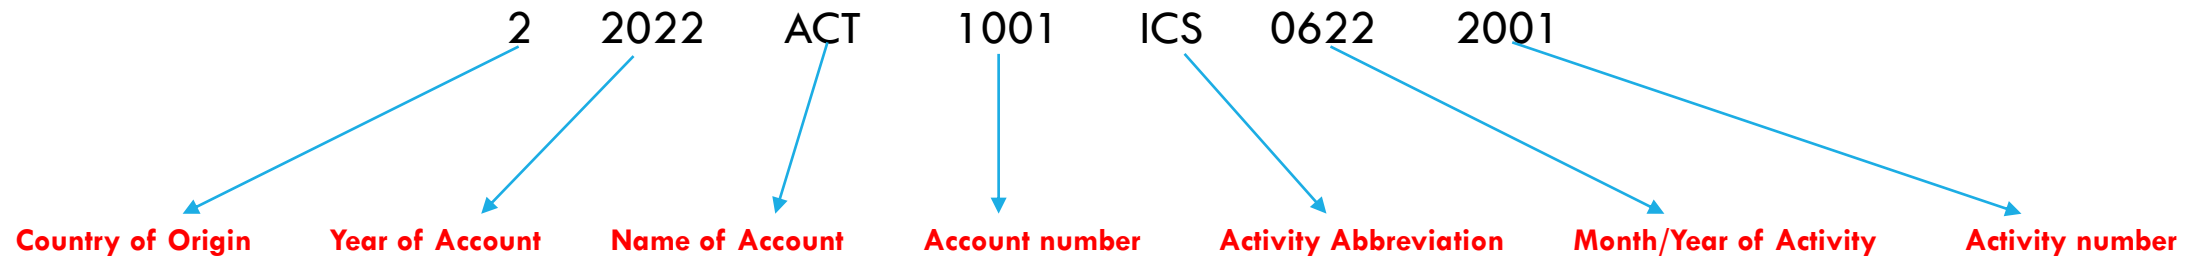 2 2022 ACT 1001 ICS 0622 2001
Country of Origin Year of Account Name of Account Account number Activity Abbreviation Month/Year of Activity Activity number